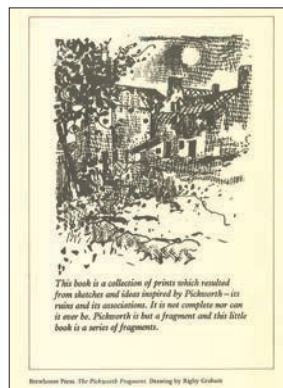 This book is a collection of prints which resulted
from sketches and ideas inspired by Pickworth – its
ruins and its associations. It is not complete nor can
it ever be. Pickworth is but a fragment and this little
book is a series of fragments.
Brewhouse Press. The Pickworth Fragment. Drawing by Rigby Graham